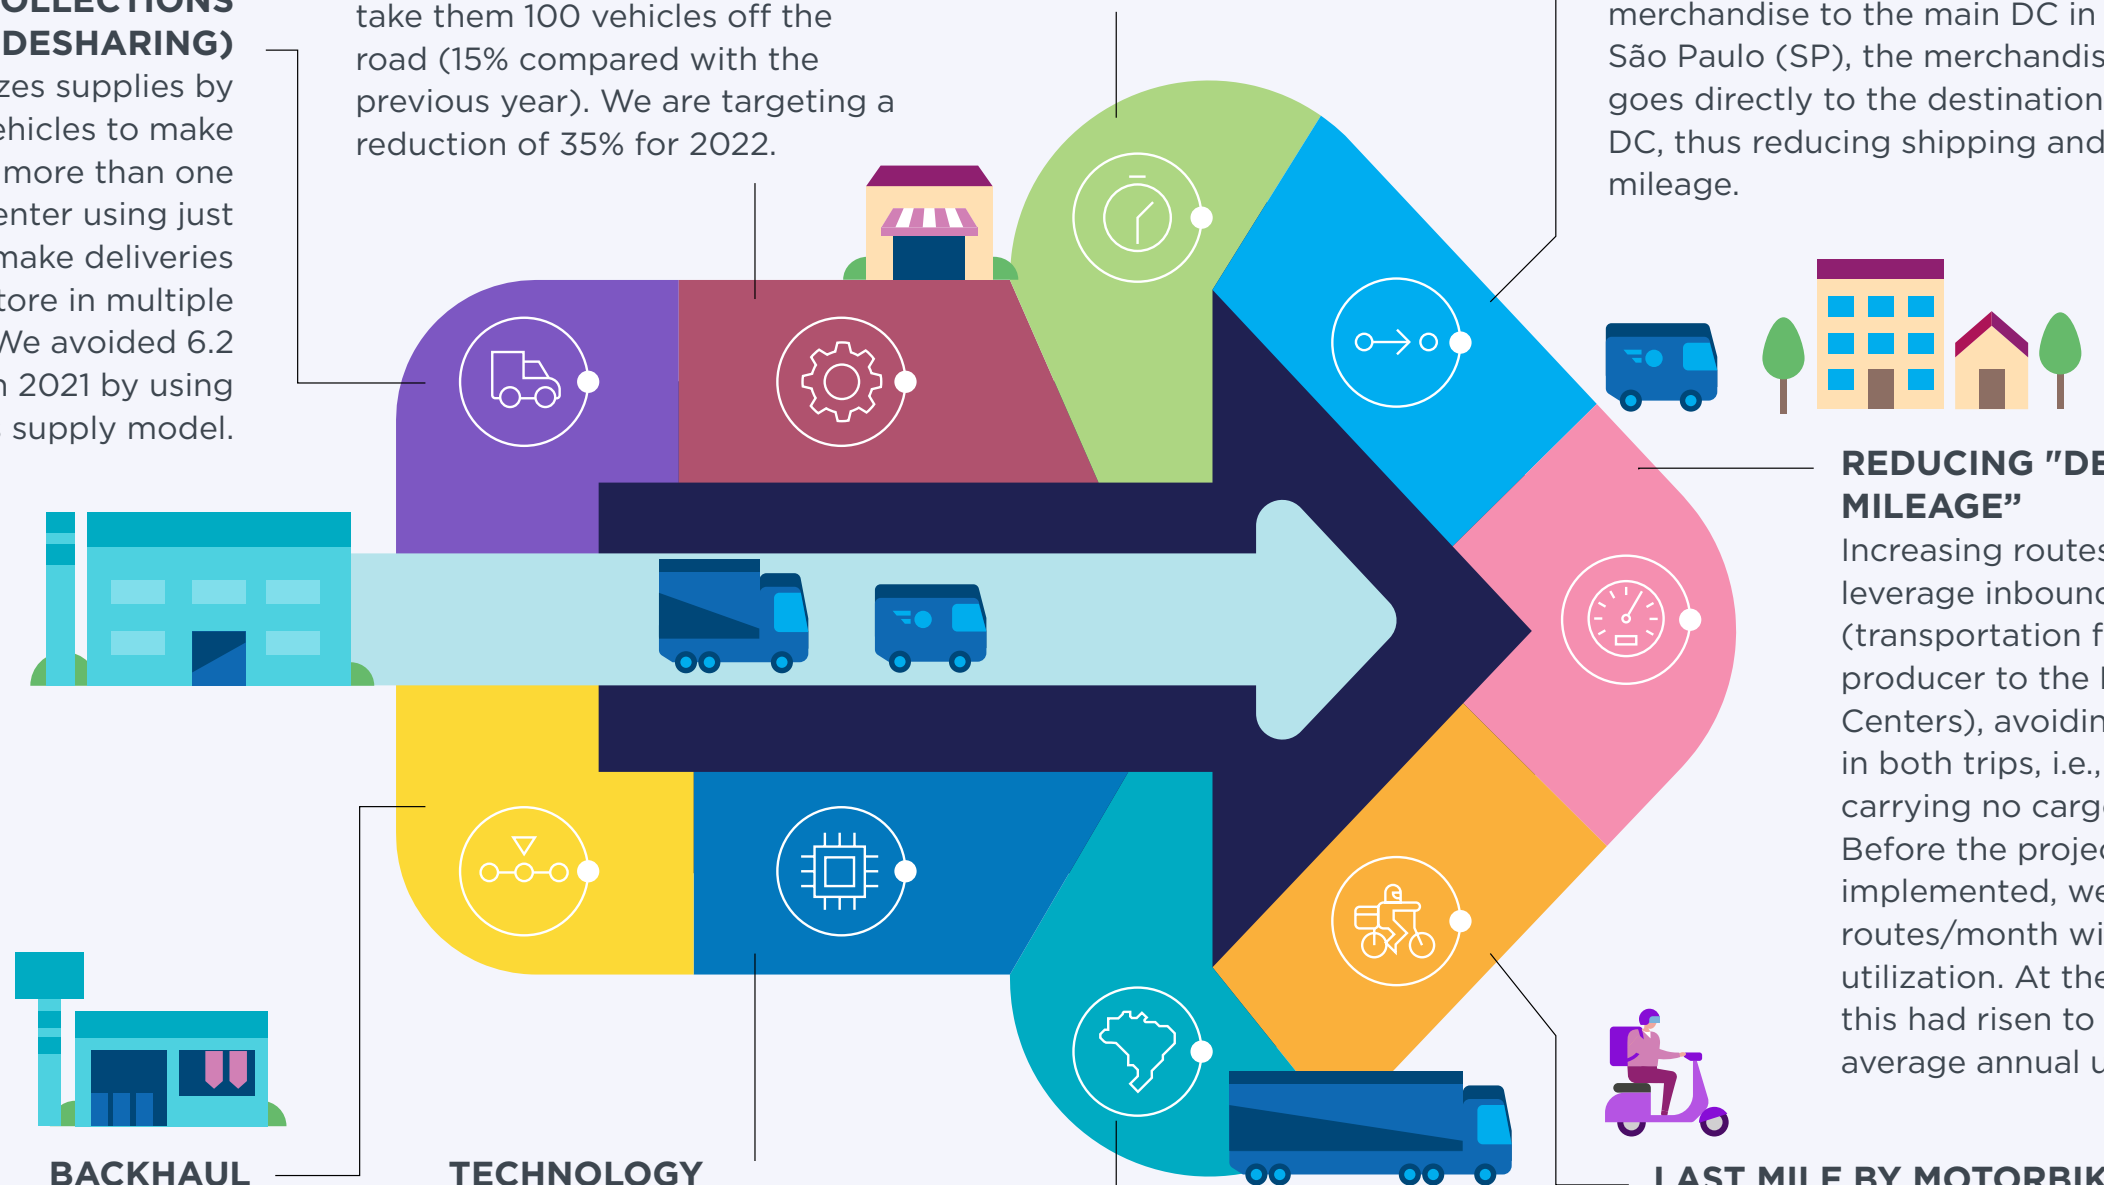 DESHARING)
supplies by
to make
more than one
using just
make deliveries
in multiple
We avoided 6.2
2021 by using
supply model.
take them 100 vehicles off the
road (15% compared with the
previous year). We are targeting a
reduction of 35% for 2022.
merchandise to the main DC in
São Paulo (SP), the merchandis
goes directly to the destination
DC, thus reducing shipping and
mileage.
REDUCING "DE
MILEAGE”
Increasing routes
leverage inbound
(transportation f
producer to the
Centers), avoidin
in both trips, i.e.,
carrying no carg
Before the projec
implemented, we
routes/month wi
utilization. At the
this had risen to
average annual u
BACKHAUL
TECHNOLOGY
LAST MILE BY MOTORBIK